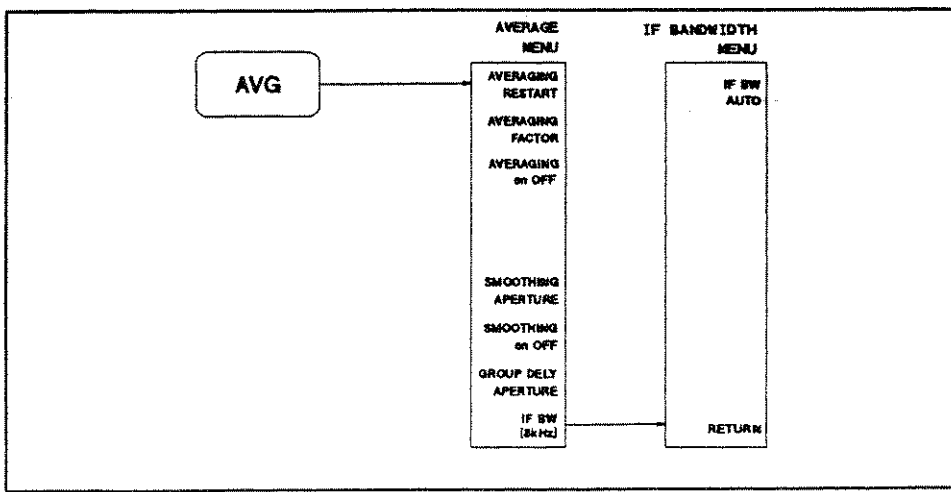 AVG
AVERAGE
MENU
AVERAGING
RESTART
AVERAGING
FACTOR
AVERAGING
on OFF
SMOOTHING
APERTURE
SMOOTHING
on OFF
GROUP DELY
APERTURE
IF BW
[8kHz]
IF BANDWIDTH
MENU
IF BW
AUTO
RETURN